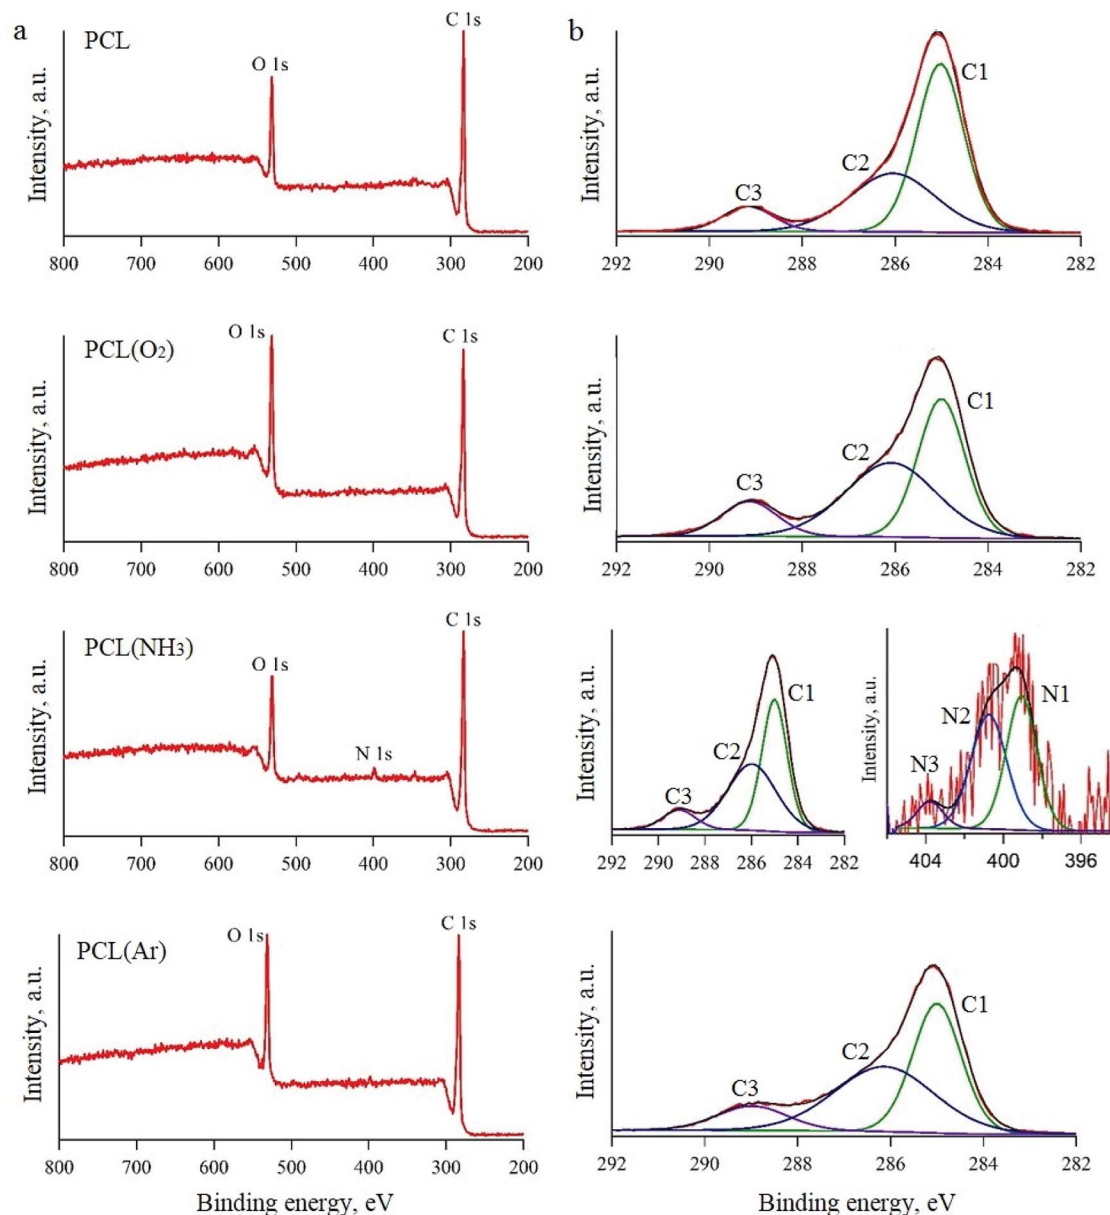 a
b
PCL
O 1s
C 1s
Intensity, a.u.
800 700 600 500 400 300 200
Intensity, a.u.
C1
C2
C3
292 290 288 286 284 282
PCL(O₂)
O 1s
C 1s
Intensity, a.u.
800 700 600 500 400 300 200
Intensity, a.u.
C1
C2
C3
292 290 288 286 284 282
PCL(NH₃)
O 1s
N 1s
C 1s
Intensity, a.u.
800 700 600 500 400 300 200
Intensity, a.u.
C1
C2
C3
292 290 288 286 284 282
Intensity, a.u.
N1
N2
N3
404 400 396
PCL(Ar)
O 1s
C 1s
Intensity, a.u.
800 700 600 500 400 300 200
Binding energy, eV
Intensity, a.u.
C1
C2
C3
292 290 288 286 284 282
Binding energy, eV